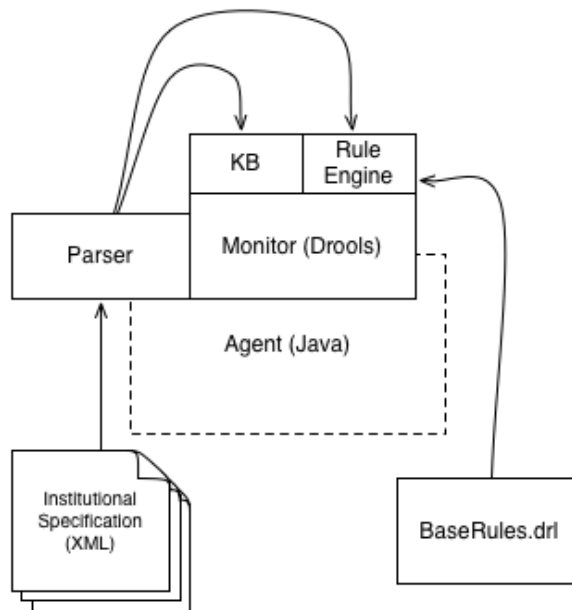 KB
Rule
Engine
Parser
Monitor (Drools)
Agent (Java)
Institutional
Specification
(XML)
BaseRules.drl